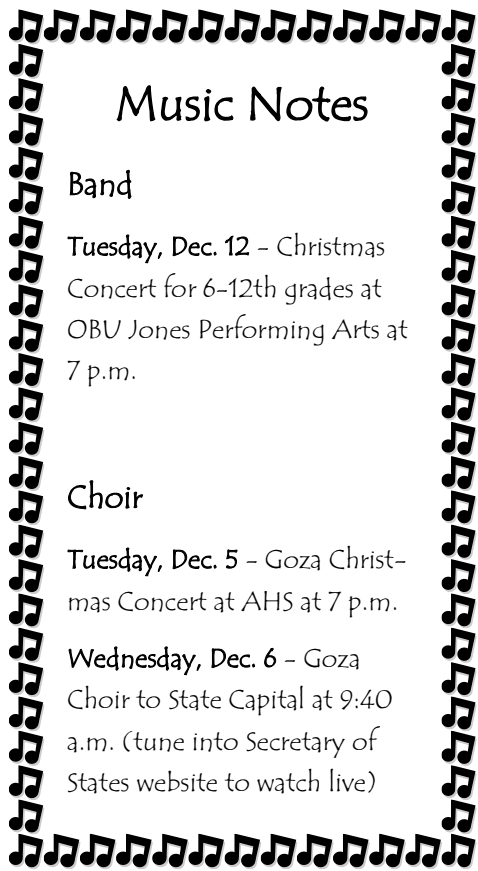 Music Notes
Band
Tuesday, Dec. 12 - Christmas
Concert for 6-12th grades at
OBU Jones Performing Arts at
7 p.m.
Choir
Tuesday, Dec. 5 - Goza Christ-
mas Concert at AHS at 7 p.m.
Wednesday, Dec. 6 - Goza
Choir to State Capital at 9:40
a.m. (tune into Secretary of
States website to watch live)